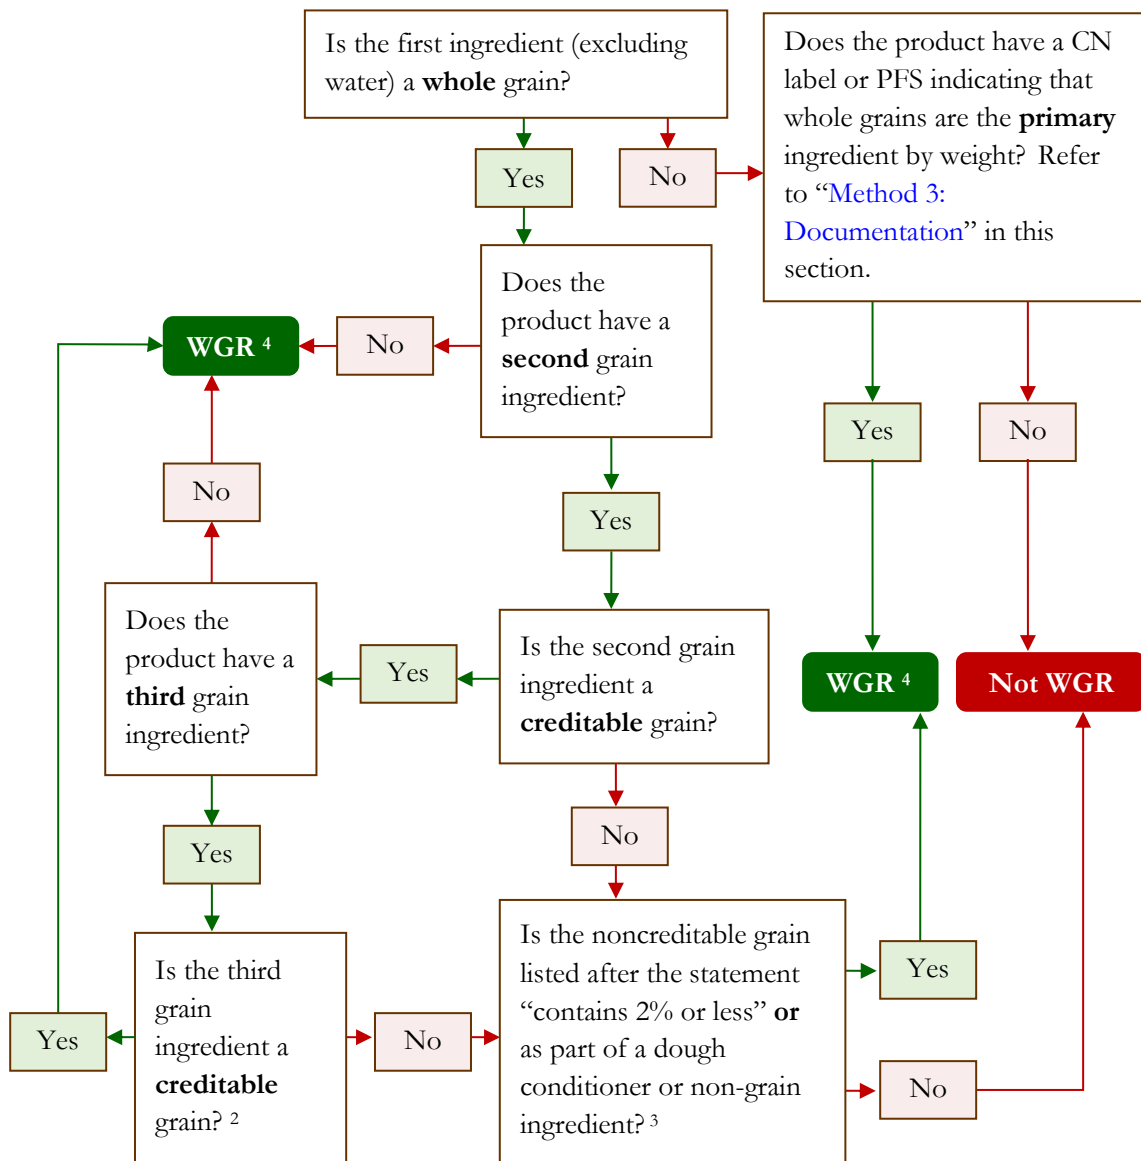 Is the first ingredient (excluding
water) a whole grain?
Does the product have a CN
label or PFS indicating that
whole grains are the primary
ingredient by weight?  Refer
to “Method 3:
Documentation” in this
section.
Yes
No
Does the
product have a
second grain
ingredient?
No
WGR 4
Yes
No
No
Yes
Does the
product have a
third grain
ingredient?
Yes
Is the second grain
ingredient a
creditable grain?
WGR 4
Not WGR
Yes
No
Is the third
grain
ingredient a
creditable
grain? 2
Yes
No
Is the noncreditable grain
listed after the statement
“contains 2% or less” or
as part of a dough
conditioner or non-grain
ingredient? 3
Yes
No